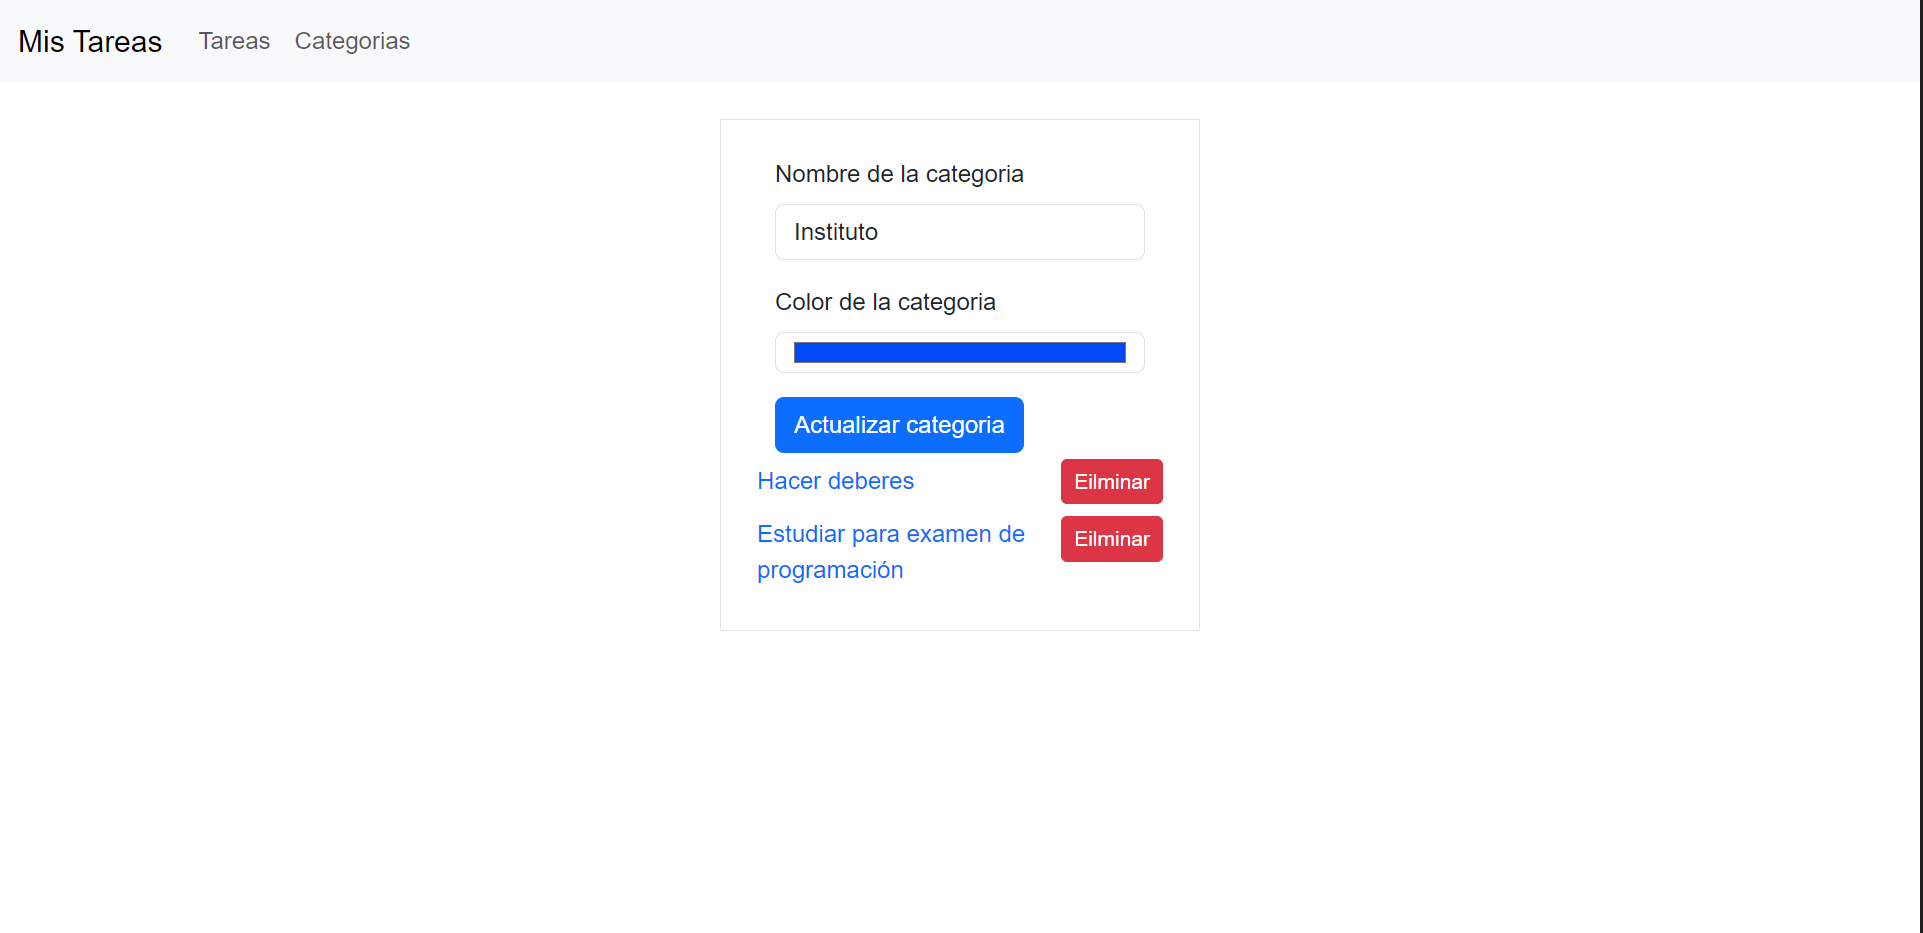 Mis Tareas Tareas Categorias
Nombre de la categoria
Instituto
Color de la categoria
Actualizar categoria
Hacer deberes Eilminar
Estudiar para examen de Eilminar
programación